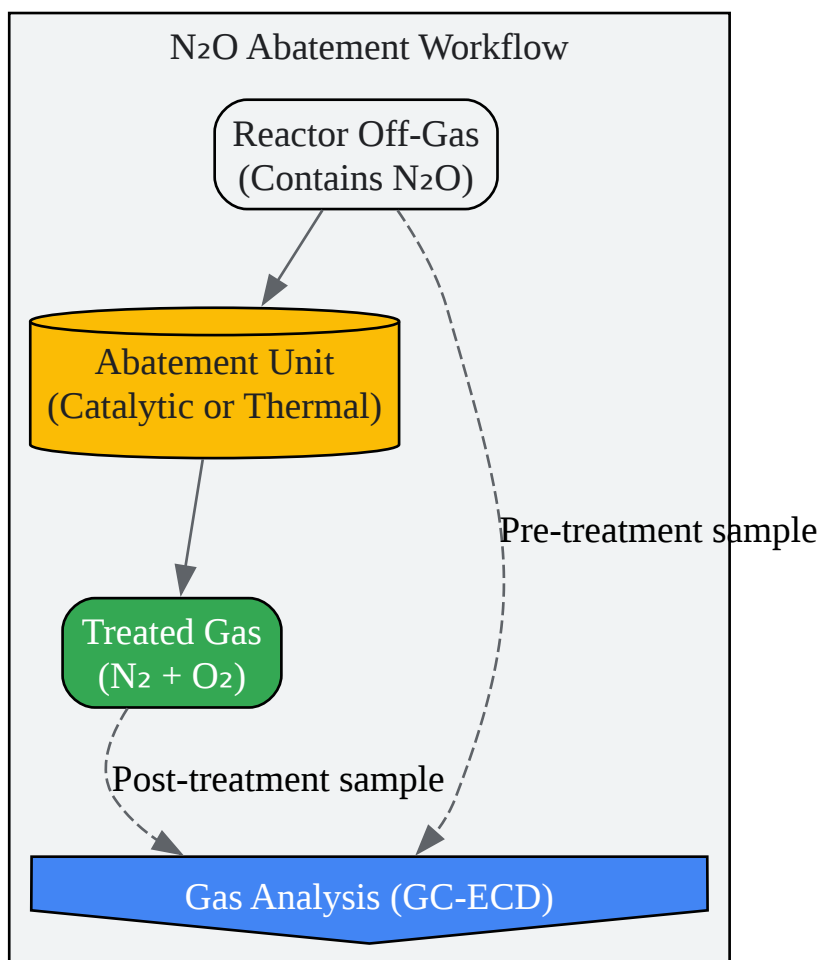 N₂O Abatement Workflow
Reactor Off-Gas
(Contains N₂O)
Abatement Unit
(Catalytic or Thermal)
Pre-treatment sample
Treated Gas
(N₂ + O₂)
Post-treatment sample
Gas Analysis (GC-ECD)